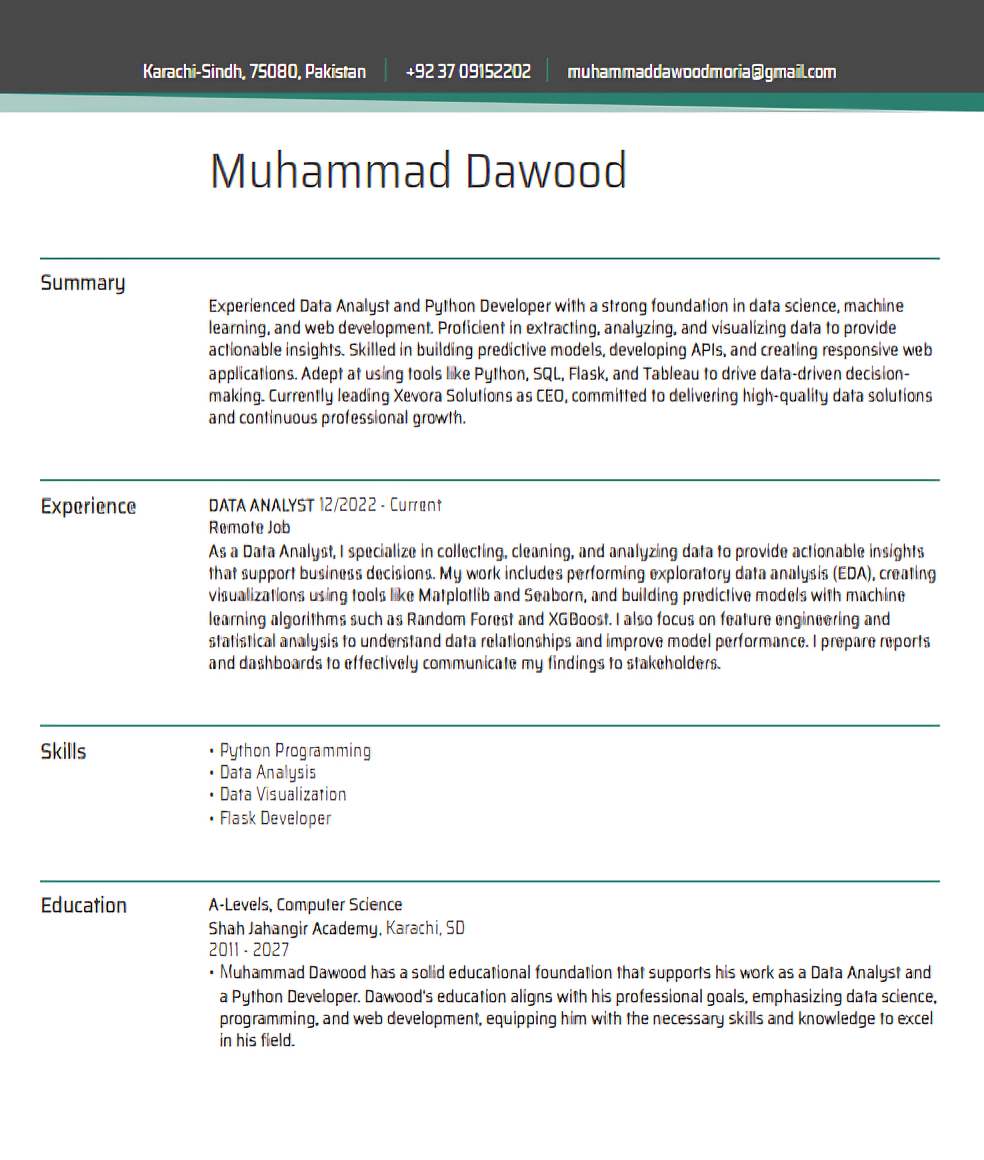 Karachi-Sindh, 75080, Pakistan | +92 37 09152202 | muhammaddawoodmoria@gmail.com
Muhammad Dawood
Summary
Experienced Data Analyst and Python Developer with a strong foundation in data science, machine
learning, and web development. Proficient in extracting, analyzing, and visualizing data to provide
actionable insights. Skilled in building predictive models, developing APIs, and creating responsive web
applications. Adept at using tools like Python, SQL, Flask, and Tableau to drive data-driven decision-
making. Currently leading Xevora Solutions as CEO, committed to delivering high-quality data solutions
and continuous professional growth.
Experience
DATA ANALYST 12/2022 - Current
Remote Job
As a Data Analyst, I specialize in collecting, cleaning, and analyzing data to provide actionable insights
that support business decisions. My work includes performing exploratory data analysis (EDA), creating
visualizations using tools like Matplotlib and Seaborn, and building predictive models with machine
learning algorithms such as Random Forest and XGBoost. I also focus on feature engineering and
statistical analysis to understand data relationships and improve model performance. I prepare reports
and dashboards to effectively communicate my findings to stakeholders.
Skills
• Python Programming
• Data Analysis
• Data Visualization
• Flask Developer
Education
A-Levels, Computer Science
Shah Jahangir Academy, Karachi, SD
2011 - 2027
• Muhammad Dawood has a solid educational foundation that supports his work as a Data Analyst and
a Python Developer. Dawood's education aligns with his professional goals, emphasizing data science,
programming, and web development, equipping him with the necessary skills and knowledge to excel
in his field.